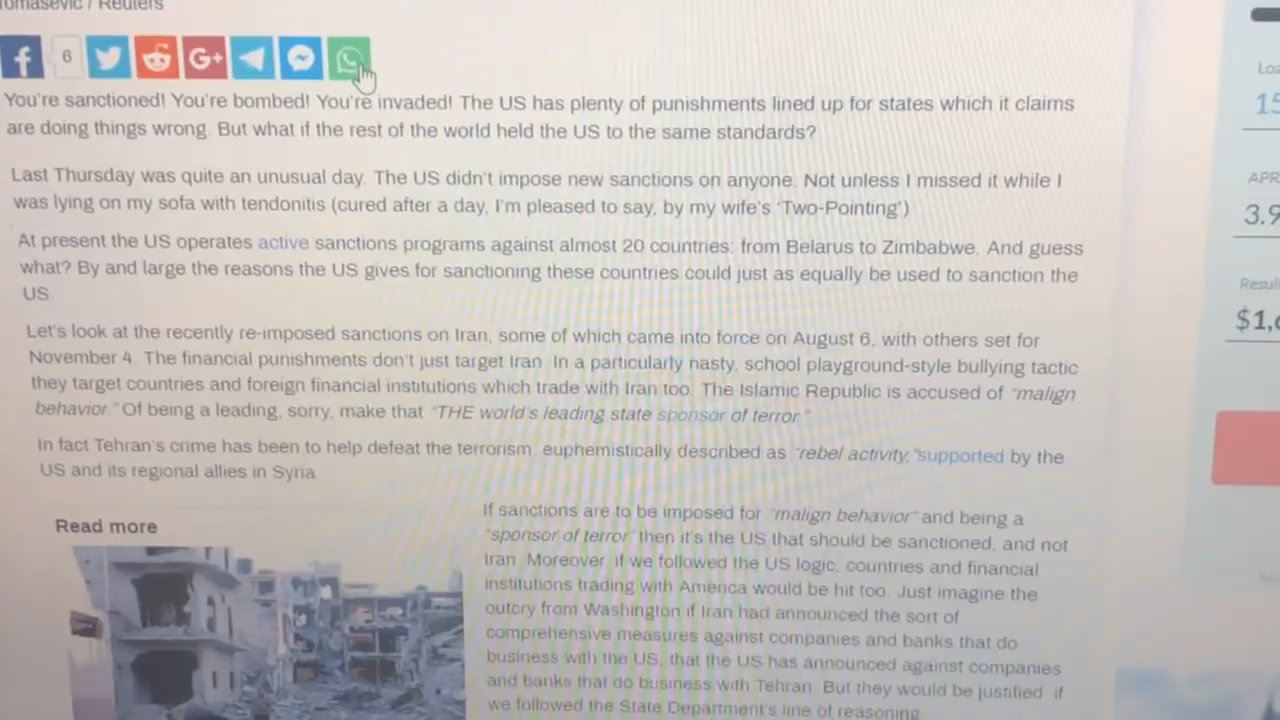 Tomasevic / Reuters
6
G+
You're sanctioned! You're bombed! You're invaded! The US has plenty of punishments lined up for states which it claims
are doing things wrong. But what if the rest of the world held the US to the same standards?
Last Thursday was quite an unusual day. The US didn't impose new sanctions on anyone. Not unless I missed it while I
was lying on my sofa with tendonitis (cured after a day, I'm pleased to say, by my wife's 'Two-Pointing')
At present the US operates active sanctions programs against almost 20 countries: from Belarus to Zimbabwe. And guess
what? By and large the reasons the US gives for sanctioning these countries could just as equally be used to sanction the
US.
Let's look at the recently re-imposed sanctions on Iran, some of which came into force on August 6, with others set for
November 4. The financial punishments don't just target Iran. In a particularly nasty, school playground-style bullying tactic
they target countries and foreign financial institutions which trade with Iran too. The Islamic Republic is accused of "malign
behavior." Of being a leading, sorry, make that "THE world's leading state sponsor of terror."
In fact Tehran's crime has been to help defeat the terrorism, euphemistically described as "rebel activity," supported by the
US and its regional allies in Syria.
Read more
If sanctions are to be imposed for "malign behavior" and being a
"sponsor of terror" then it's the US that should be sanctioned, and not
Iran. Moreover, if we followed the US logic, countries and financial
institutions trading with America would be hit too. Just imagine the
outcry from Washington if Iran had announced the sort of
comprehensive measures against companies and banks that do
business with the US, that the US has announced against companies
and banks that do business with Tehran. But they would be justified, if
we followed the State Department's line of reasoning.
Loa
15
APR
3.9
Result
$1,6